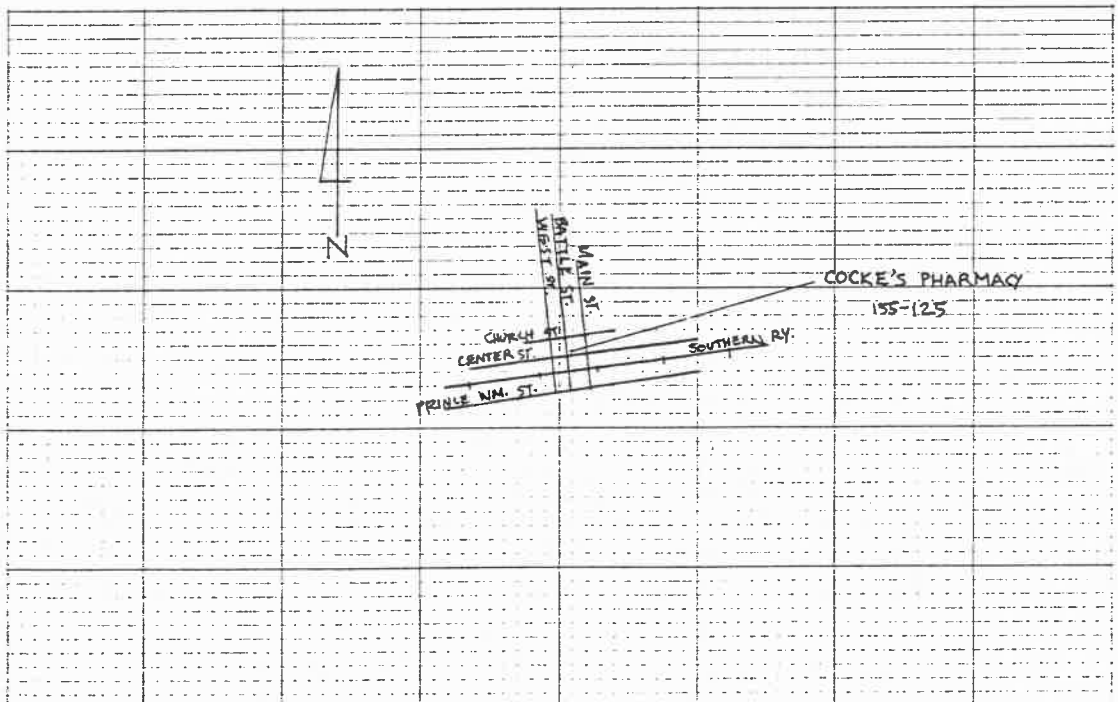 N
WEST ST.
BATTLE ST.
MAIN ST.
COCKE'S PHARMACY
155-125
CHURCH ST.
CENTER ST.
SOUTHERN RY.
PRINCE WM. ST.